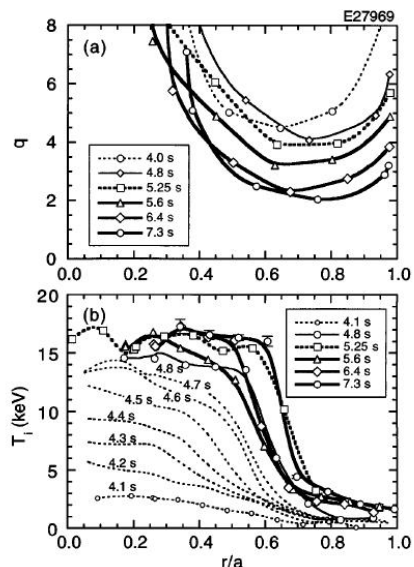 E27969
(a)
8
6
4
2
0
q
4.0 s
4.8 s
5.25 s
5.6 s
6.4 s
7.3 s
0.0 0.2 0.4 0.6 0.8 1.0
(b)
20
15
10
5
0
Ti (keV)
4.1 s
4.8 s
5.25 s
5.6 s
6.4 s
7.3 s
4.8 s
4.7 s
4.6 s
4.5 s
4.4 s
4.3 s
4.2 s
4.1 s
0.0 0.2 0.4 0.6 0.8 1.0
r/a